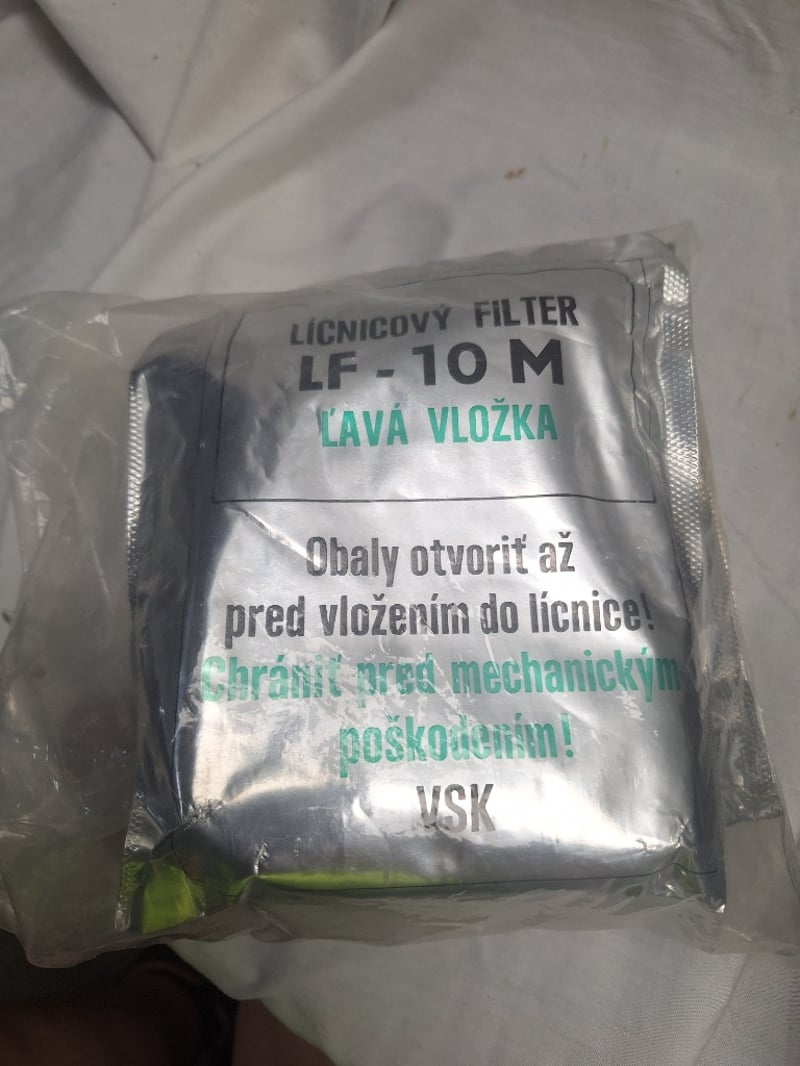 LÍCNICOVÝ FILTER
LF - 10 M
ĽAVÁ VLOŽKA
Obaly otvoriť až
pred vložením do lícnice!
Chrániť pred mechanickým
poškodením!
VSK